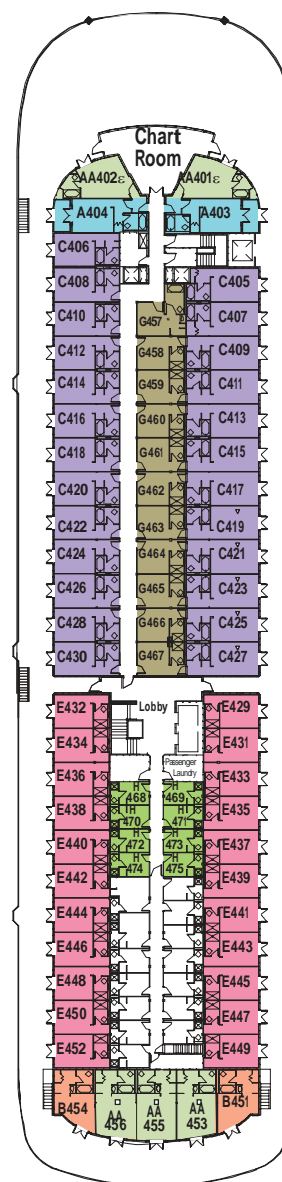 Chart
Room
AA402ε AA401ε
A404 A403
C406
C408 C405
C410 G457 C407
C412 G458 C409
C414 G459 C411
C416 G460 C413
C418 G461 C415
C420 G462 C417
C422 G463 C419
C424 G464 C421
C426 G465 C423
C428 G466 C425
C430 G467 C427
E432 Lobby E429
E434 E431
Passenger
Laundry
E436 E433
H H
468 469
E438 E435
H H
470 471
E440 E437
H H
472 473
E442 E439
H H
474 475
E444 E441
E446 E443
E448 E445
E450 E447
E452 E449
B454 AA AA AA B451
456 455 453